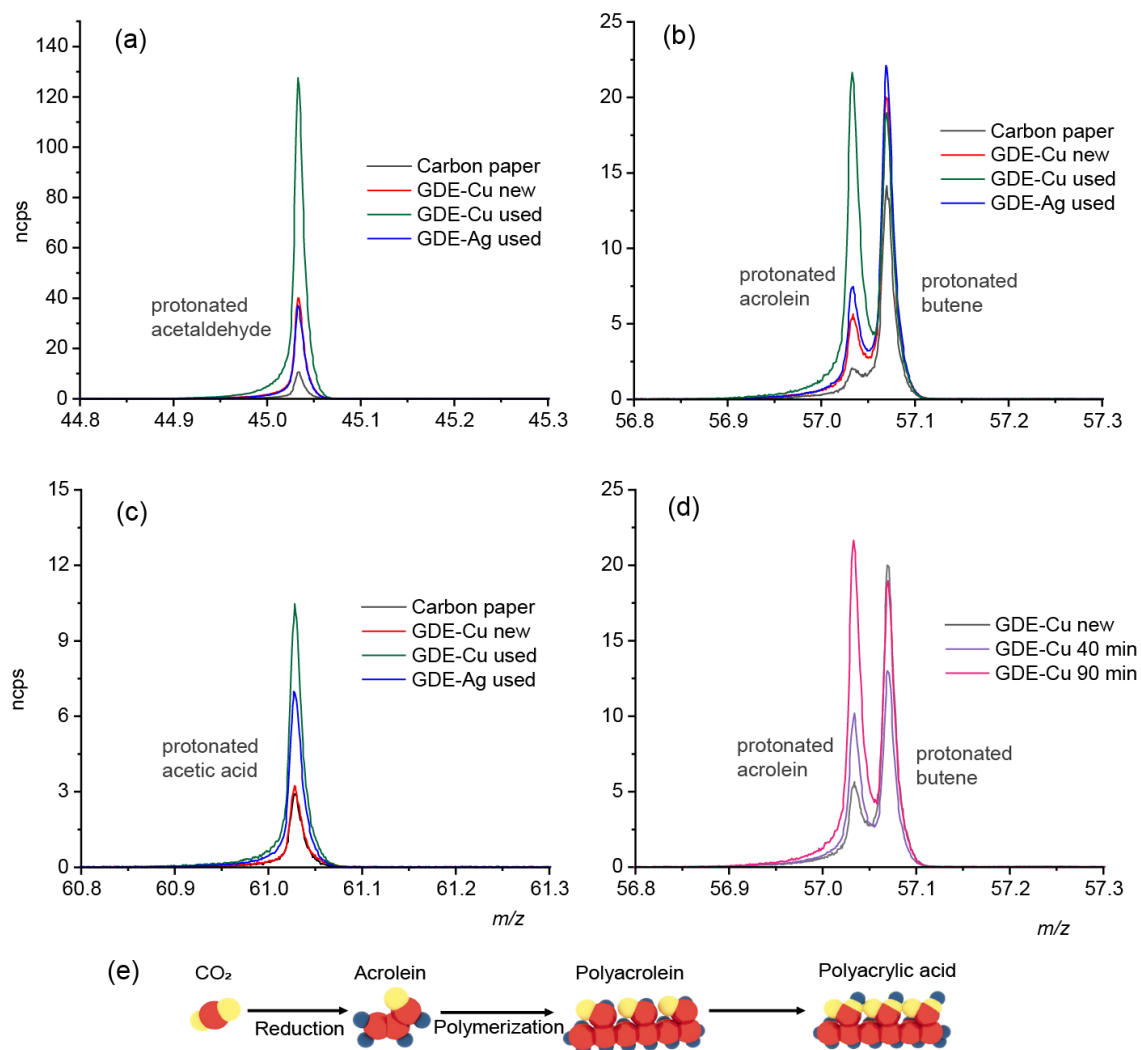 (a)
140
120
100
80
60
40
20
0
ncps
protonated
acetaldehyde
Carbon paper
GDE-Cu new
GDE-Cu used
GDE-Ag used
44.8 44.9 45.0 45.1 45.2 45.3
(b)
25
20
15
10
5
0
protonated
acrolein
protonated
butene
Carbon paper
GDE-Cu new
GDE-Cu used
GDE-Ag used
56.8 56.9 57.0 57.1 57.2 57.3
(c)
15
12
9
6
3
0
ncps
protonated
acetic acid
Carbon paper
GDE-Cu new
GDE-Cu used
GDE-Ag used
60.8 60.9 61.0 61.1 61.2 61.3
m/z
(d)
25
20
15
10
5
0
protonated
acrolein
protonated
butene
GDE-Cu new
GDE-Cu 40 min
GDE-Cu 90 min
56.8 56.9 57.0 57.1 57.2 57.3
m/z
(e)
CO₂ Acrolein Polyacrolein Polyacrylic acid
Reduction Polymerization